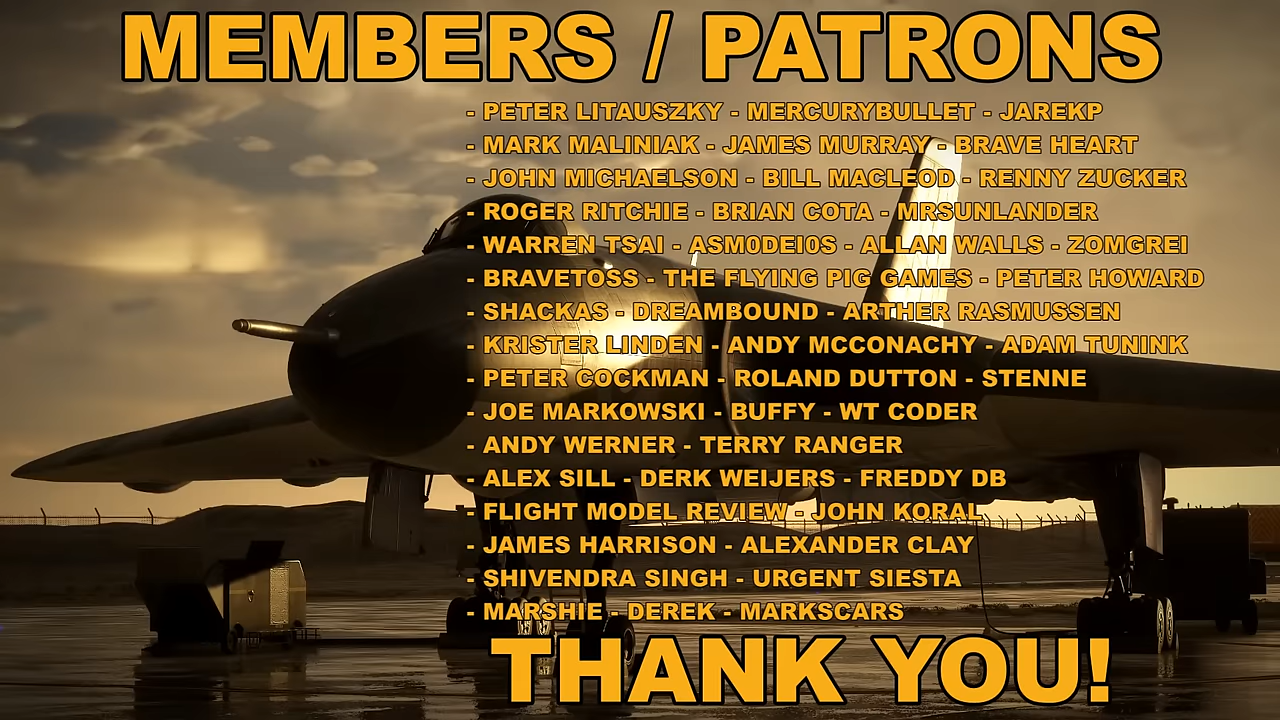 MEMBERS / PATRONS
- PETER LITAUSZKY - MERCURYBULLET - JAREKP
- MARK MALINIAK - JAMES MURRAY - BRAVE HEART
- JOHN MICHAELSON - BILL MACLEOD - RENNY ZUCKER
- ROGER RITCHIE - BRIAN COTA - MRSUNLANDER
- WARREN TSAI - ASM0DEI0S - ALLAN WALLS - ZOMGREI
- BRAVETOSS - THE FLYING PIG GAMES - PETER HOWARD
- SHACKAS - DREAMBOUND - ARTHER RASMUSSEN
- KRISTER LINDEN - ANDY MCCONACHY - ADAM TUNINK
- PETER COCKMAN - ROLAND DUTTON - STENNE
- JOE MARKOWSKI - BUFFY - WT CODER
- ANDY WERNER - TERRY RANGER
- ALEX SILL - DERK WEIJERS - FREDDY DB
- FLIGHT MODEL REVIEW - JOHN KORAL
- JAMES HARRISON - ALEXANDER CLAY
- SHIVENDRA SINGH - URGENT SIESTA
- MARSHIE - DEREK - MARKSCARS
THANK YOU!